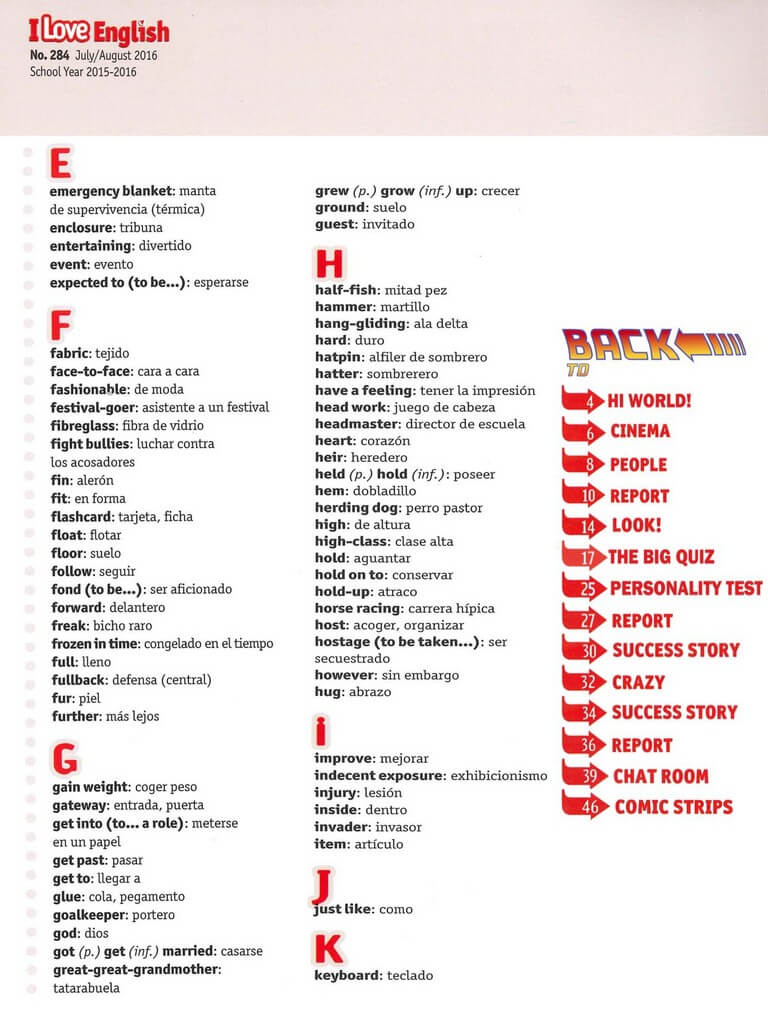 I Love English
No. 284 July/August 2016
School Year 2015-2016
E
emergency blanket: manta
de supervivencia (térmica)
enclosure: tribuna
entertaining: divertido
event: evento
expected to (to be...): esperarse
F
fabric: tejido
face-to-face: cara a cara
fashionable: de moda
festival-goer: asistente a un festival
fibreglass: fibra de vidrio
fight bullies: luchar contra
los acosadores
fin: alerón
fit: en forma
flashcard: tarjeta, ficha
float: flotar
floor: suelo
follow: seguir
fond (to be...): ser aficionado
forward: delantero
freak: bicho raro
frozen in time: congelado en el tiempo
full: lleno
fullback: defensa (central)
fur: piel
further: más lejos
G
gain weight: coger peso
gateway: entrada, puerta
get into (to... a role): meterse
en un papel
get past: pasar
get to: llegar a
glue: cola, pegamento
goalkeeper: portero
god: dios
got (p.) get (inf.) married: casarse
great-great-grandmother:
tatarabuela
grew (p.) grow (inf.) up: crecer
ground: suelo
guest: invitado
H
half-fish: mitad pez
hammer: martillo
hang-gliding: ala delta
hard: duro
hatpin: alfiler de sombrero
hatter: sombrerero
have a feeling: tener la impresión
head work: juego de cabeza
headmaster: director de escuela
heart: corazón
heir: heredero
held (p.) hold (inf.): poseer
hem: dobladillo
herding dog: perro pastor
high: de altura
high-class: clase alta
hold: aguantar
hold on to: conservar
hold-up: atraco
horse racing: carrera hípica
host: acoger, organizar
hostage (to be taken...): ser
secuestrado
however: sin embargo
hug: abrazo
i
improve: mejorar
indecent exposure: exhibicionismo
injury: lesión
inside: dentro
invader: invasor
item: artículo
J
just like: como
K
keyboard: teclado
BACK
TO
4 HI WORLD!
6 CINEMA
8 PEOPLE
10 REPORT
14 LOOK!
17 THE BIG QUIZ
25 PERSONALITY TEST
27 REPORT
30 SUCCESS STORY
32 CRAZY
34 SUCCESS STORY
36 REPORT
39 CHAT ROOM
46 COMIC STRIPS